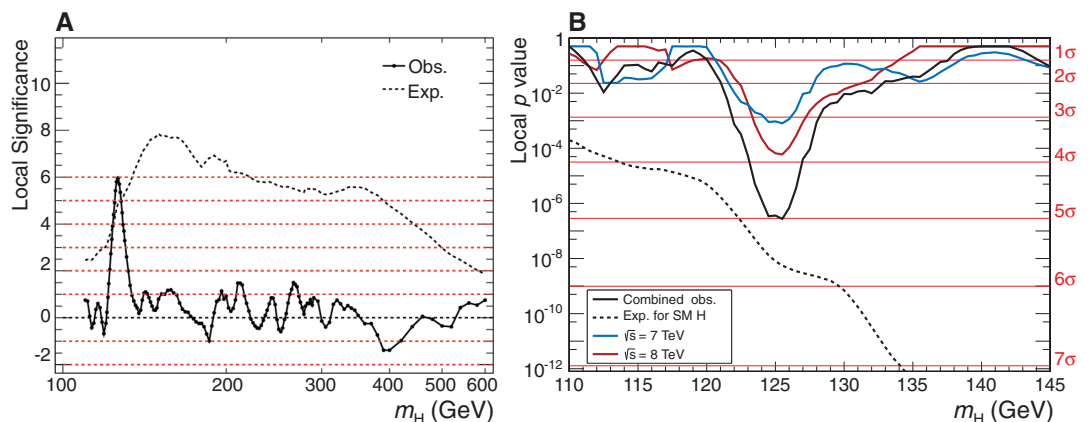 A
Local Significance
10
8
6
4
2
0
-2
Obs.
Exp.
100
200
300
400
500
600
m_H (GeV)
B
Local p value
1
10⁻²
10⁻⁴
10⁻⁶
10⁻⁸
10⁻¹⁰
10⁻¹²
1σ
2σ
3σ
4σ
5σ
6σ
7σ
Combined obs.
Exp. for SM H
√s = 7 TeV
√s = 8 TeV
110
115
120
125
130
135
140
145
m_H (GeV)